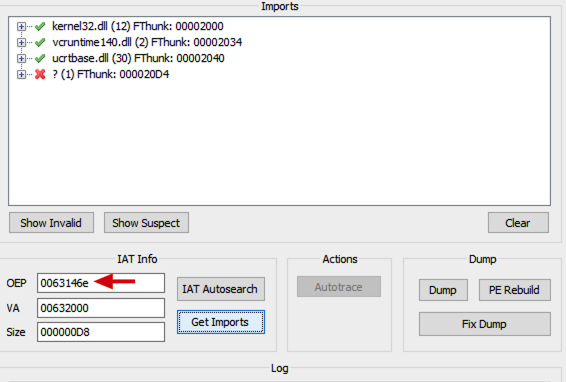 Imports
kernel32.dll (12) FThunk: 00002000
vcruntime140.dll (2) FThunk: 00002034
ucrtbase.dll (30) FThunk: 00002040
? (1) FThunk: 000020D4
Show Invalid Show Suspect Clear
IAT Info Actions Dump
OEP 0063146e IAT Autosearch Autotrace Dump PE Rebuild
VA 00632000
Get Imports Fix Dump
Size 000000D8
Log